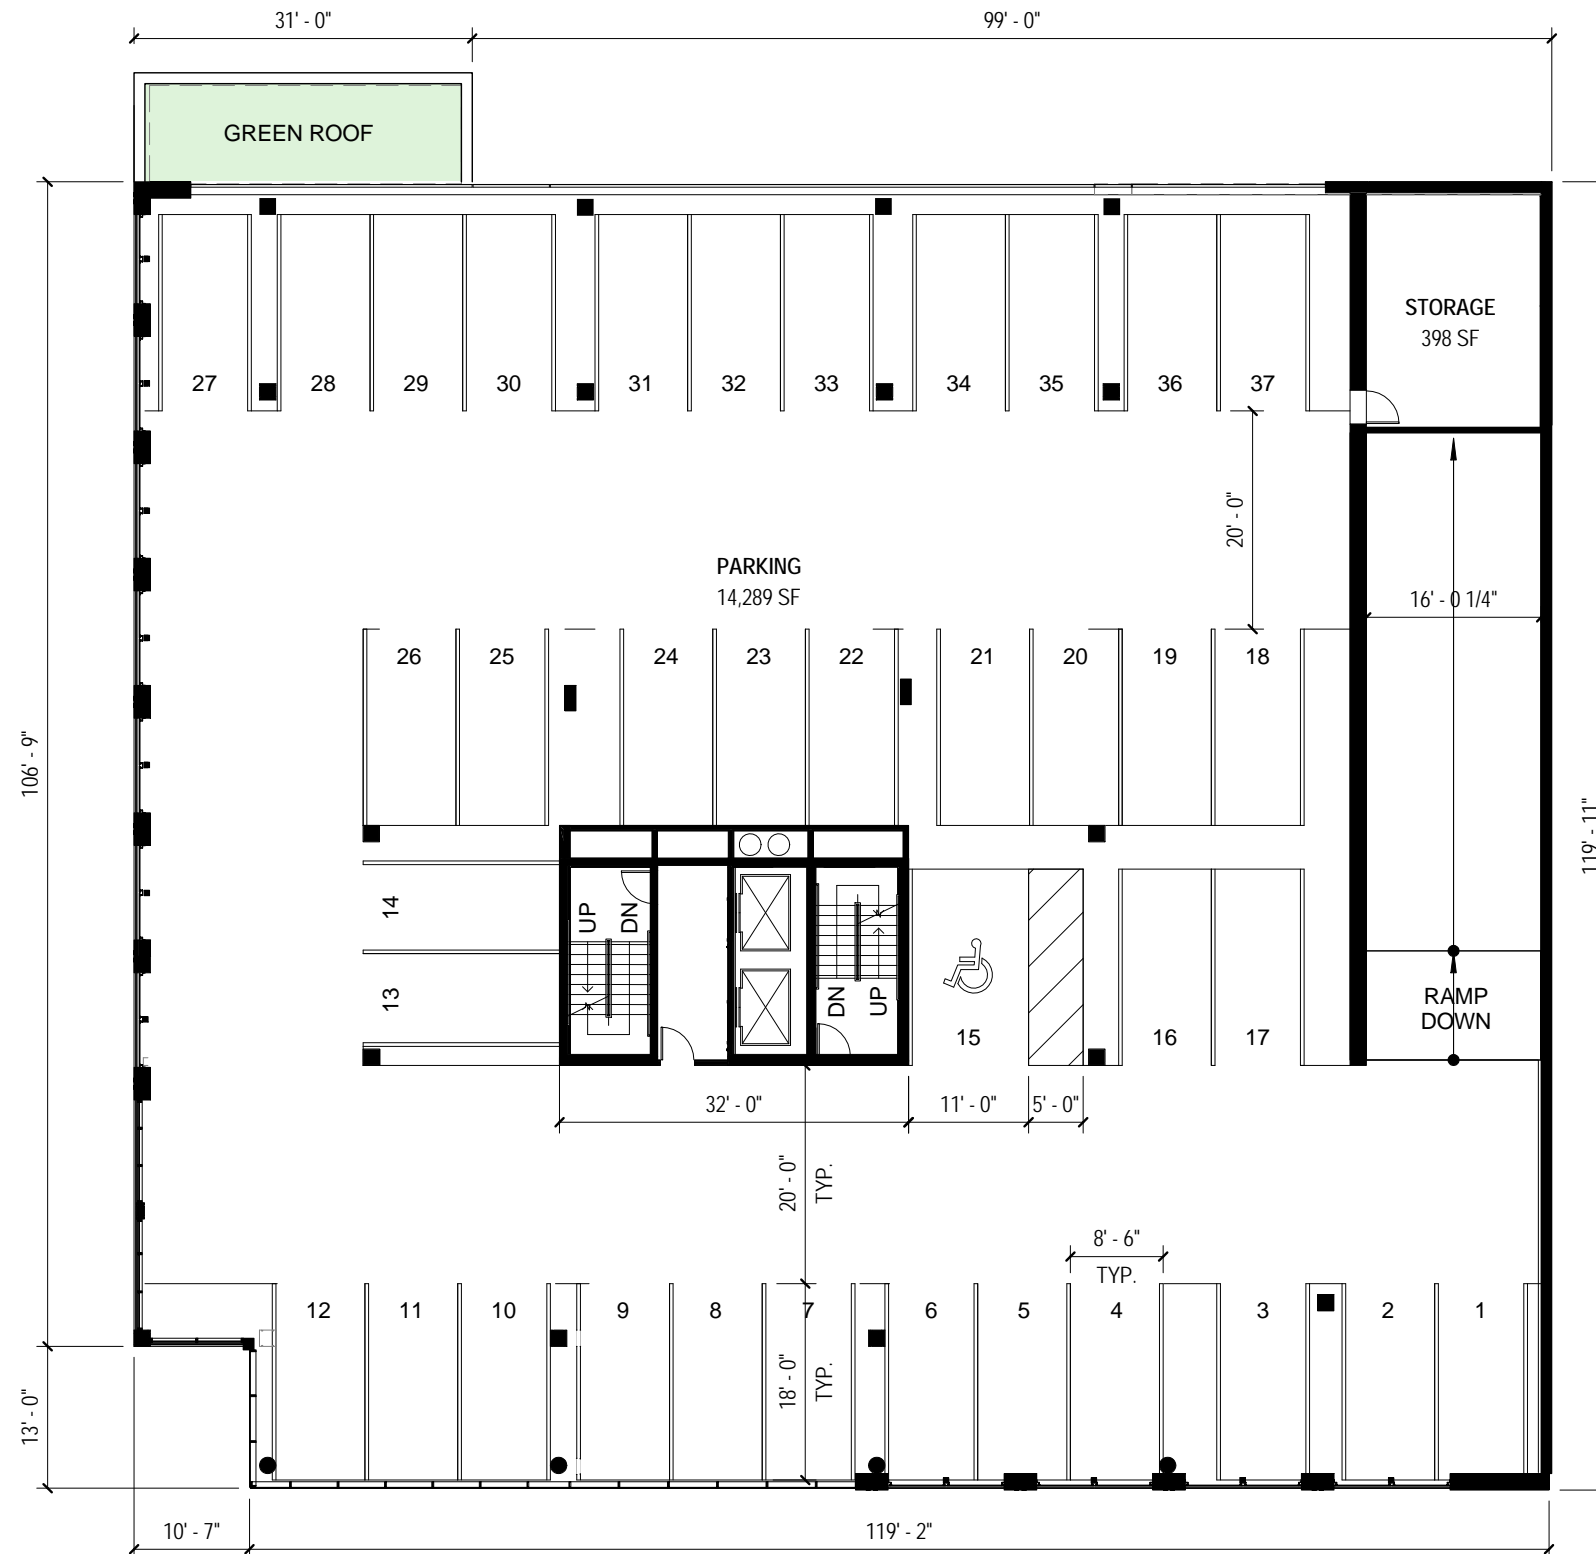 31' - 0"
99' - 0"
GREEN ROOF
STORAGE
398 SF
27
28
29
30
31
32
33
34
35
36
37
20' - 0"
PARKING
14,289 SF
16' - 0 1/4"
26
25
24
23
22
21
20
19
18
106' - 9"
119' - 11"
14
13
UP
DN
DN
UP
15
16
17
RAMP
DOWN
32' - 0"
11' - 0"
5' - 0"
20' - 0"
TYP.
8' - 6"
TYP.
12
11
10
9
8
7
6
5
4
3
2
1
18' - 0"
TYP.
13' - 0"
10' - 7"
119' - 2"